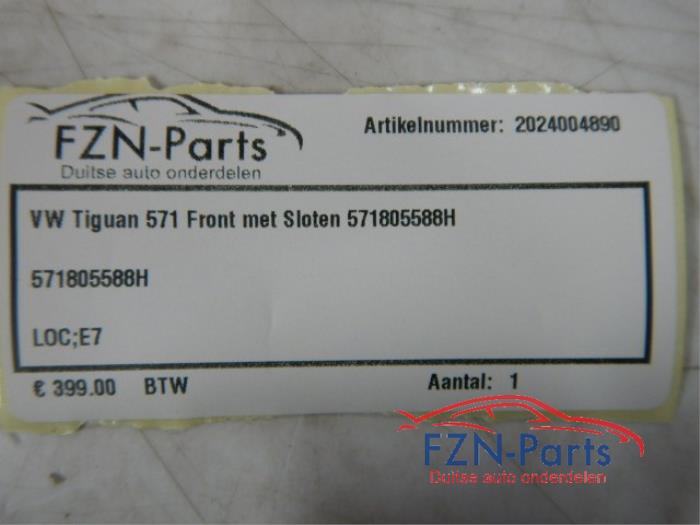 FZN-Parts
Duitse auto onderdelen
Artikelnummer: 2024004890
VW Tiguan 571 Front met Sloten 571805588H
571805588H
LOC;E7
€ 399.00 BTW
Aantal: 1
FZN-Parts
Duitse auto onderdelen